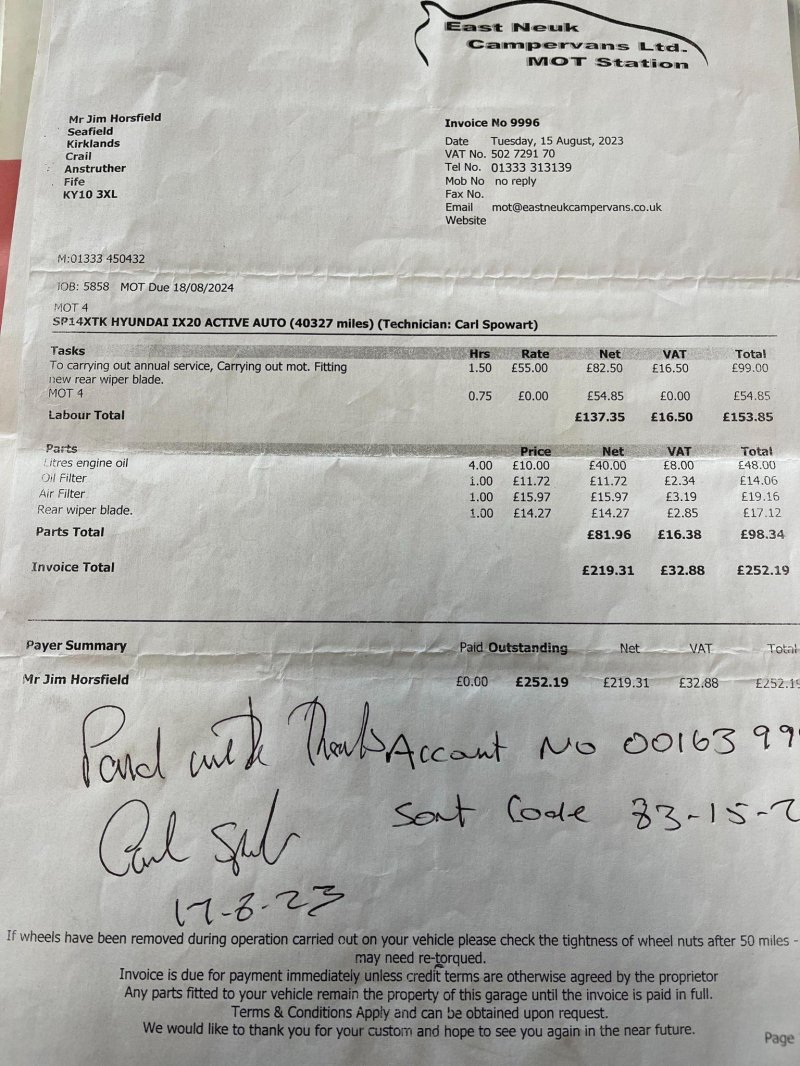 East Neuk
Campervans Ltd.
MOT Station
Mr Jim Horsfield
Seafield
Kirklands
Crail
Anstruther
Fife
KY10 3XL
Invoice No 9996
Date Tuesday, 15 August, 2023
VAT No. 502 7291 70
Tel No. 01333 313139
Mob No no reply
Fax No.
Email mot@eastneukcampervans.co.uk
Website
M:01333 450432
JOB: 5858 MOT Due 18/08/2024
MOT 4
SP14XTK HYUNDAI IX20 ACTIVE AUTO (40327 miles) (Technician: Carl Spowart)
Tasks Hrs Rate Net VAT Total
To carrying out annual service, Carrying out mot. Fitting 1.50 £55.00 £82.50 £16.50 £99.00
new rear wiper blade.
MOT 4 0.75 £0.00 £54.85 £0.00 £54.85
Labour Total £137.35 £16.50 £153.85
Parts Price Net VAT Total
Litres engine oil 4.00 £10.00 £40.00 £8.00 £48.00
Oil Filter 1.00 £11.72 £11.72 £2.34 £14.06
Air Filter 1.00 £15.97 £15.97 £3.19 £19.16
Rear wiper blade. 1.00 £14.27 £14.27 £2.85 £17.12
Parts Total £81.96 £16.38 £98.34
Invoice Total £219.31 £32.88 £252.19
Payer Summary Paid Outstanding Net VAT Total
Mr Jim Horsfield £0.00 £252.19 £219.31 £32.88 £252.19
Paid with Thanks Account No 00163 99
Sort Code 83-15-2
17-8-23
If wheels have been removed during operation carried out on your vehicle please check the tightness of wheel nuts after 50 miles -
may need re-torqued.
Invoice is due for payment immediately unless credit terms are otherwise agreed by the proprietor
Any parts fitted to your vehicle remain the property of this garage until the invoice is paid in full.
Terms & Conditions Apply and can be obtained upon request.
We would like to thank you for your custom and hope to see you again in the near future.
Page